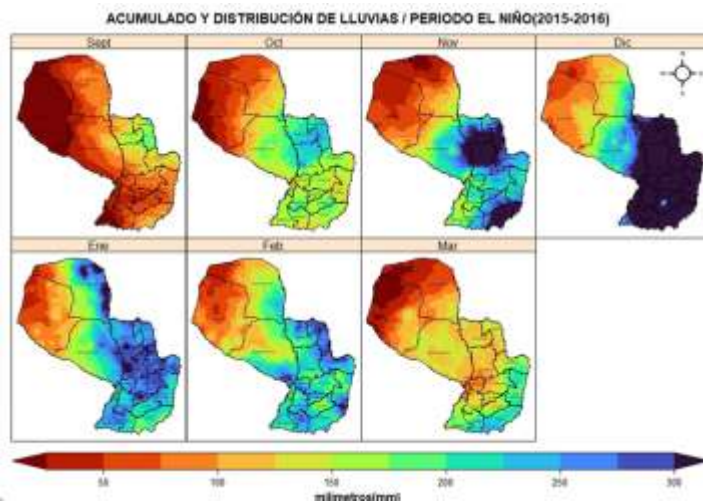 ACUMULADO Y DISTRIBUCIÓN DE LLUVIAS / PERIODO EL NIÑO(2015-2016)
Sept Oct Nov Dic
Ene Feb Mar
50 100 150 200 250 300
milímetros(mm)